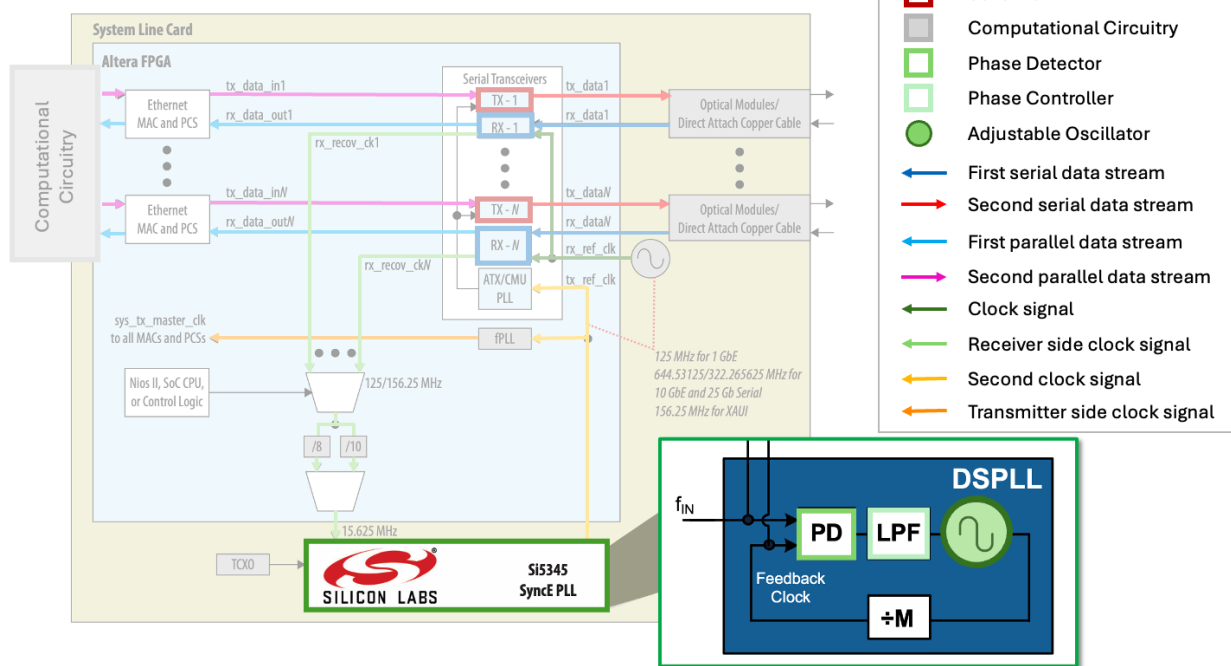 System Line Card
Altera FPGA
Computational
Circuitry
Ethernet
MAC and PCS
tx_data_in1
rx_data_out1
Serial Transceivers
TX - 1
RX - 1
tx_data1
rx_data1
Optical Modules/
Direct Attach Copper Cable
rx_recov_ck1
Ethernet
MAC and PCS
tx_data_inN
rx_data_outN
TX - N
RX - N
tx_dataN
rx_dataN
Optical Modules/
Direct Attach Copper Cable
rx_recov_ckN
rx_ref_clk
ATX/CMU
PLL
tx_ref_clk
sys_tx_master_clk
to all MACs and PCSs
fPLL
125 MHz for 1 GbE
644.53125/322.265625 MHz for
10 GbE and 25 Gb Serial
156.25 MHz for XAUI
Nios II, SoC CPU,
or Control Logic
125/156.25 MHz
/8
/10
15.625 MHz
TCXO
SILICON LABS
®
Si5345
SyncE PLL
Computational Circuitry
Phase Detector
Phase Controller
Adjustable Oscillator
First serial data stream
Second serial data stream
First parallel data stream
Second parallel data stream
Clock signal
Receiver side clock signal
Second clock signal
Transmitter side clock signal
DSPLL
fIN
PD
LPF
Feedback
Clock
÷M